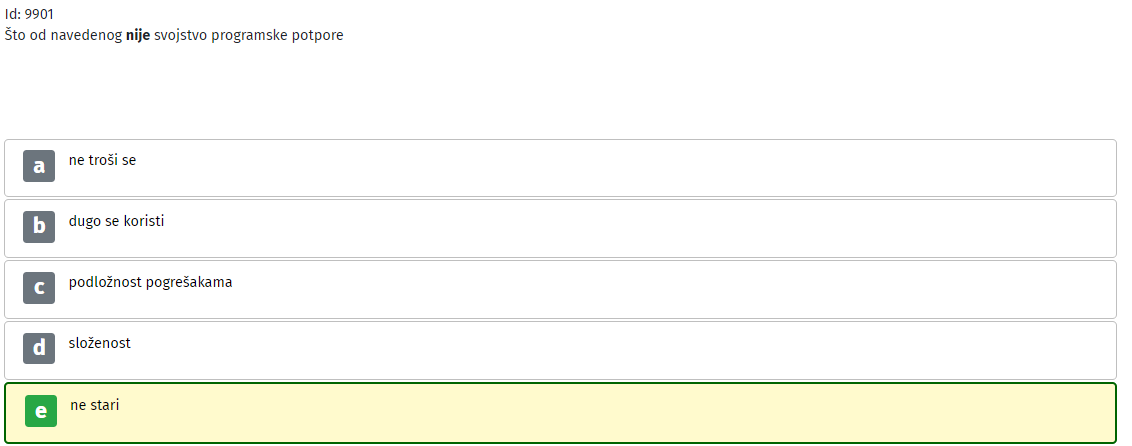 Id: 9901
Što od navedenog nije svojstvo programske potpore
a ne troši se
b dugo se koristi
c podložnost pogrešakama
d složenost
e ne stari